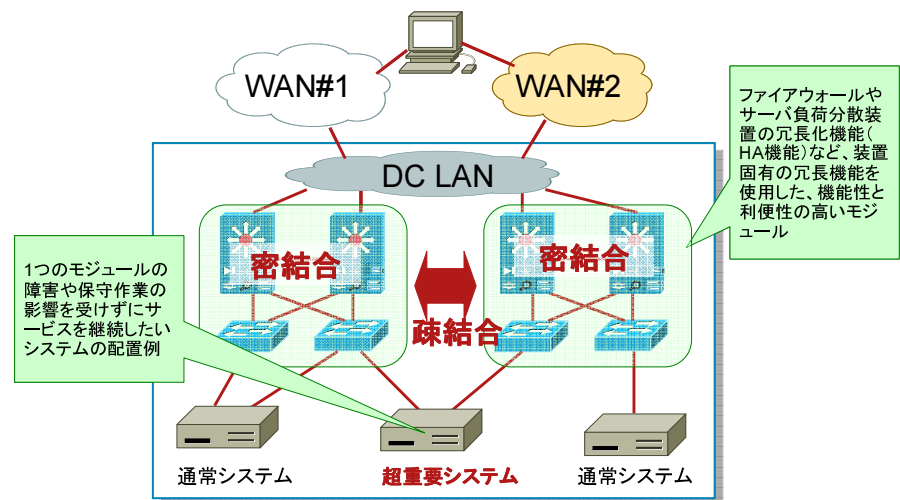 WAN#1
WAN#2
ファイアウォールや
サーバ負荷分散装
置の冗長化機能（
HA機能）など、装置
固有の冗長機能を
使用した、機能性と
利便性の高いモジ
ュール
DC LAN
密結合
密結合
1つのモジュールの
障害や保守作業の
影響を受けずにサ
ービスを継続したい
システムの配置例
疎結合
通常システム
超重要システム
通常システム